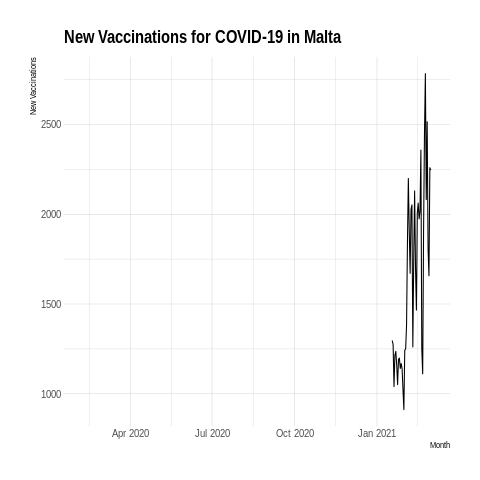 New Vaccinations for COVID-19 in Malta
New Vaccinations
2500
2000
1500
1000
Apr 2020
Jul 2020
Oct 2020
Jan 2021
Month